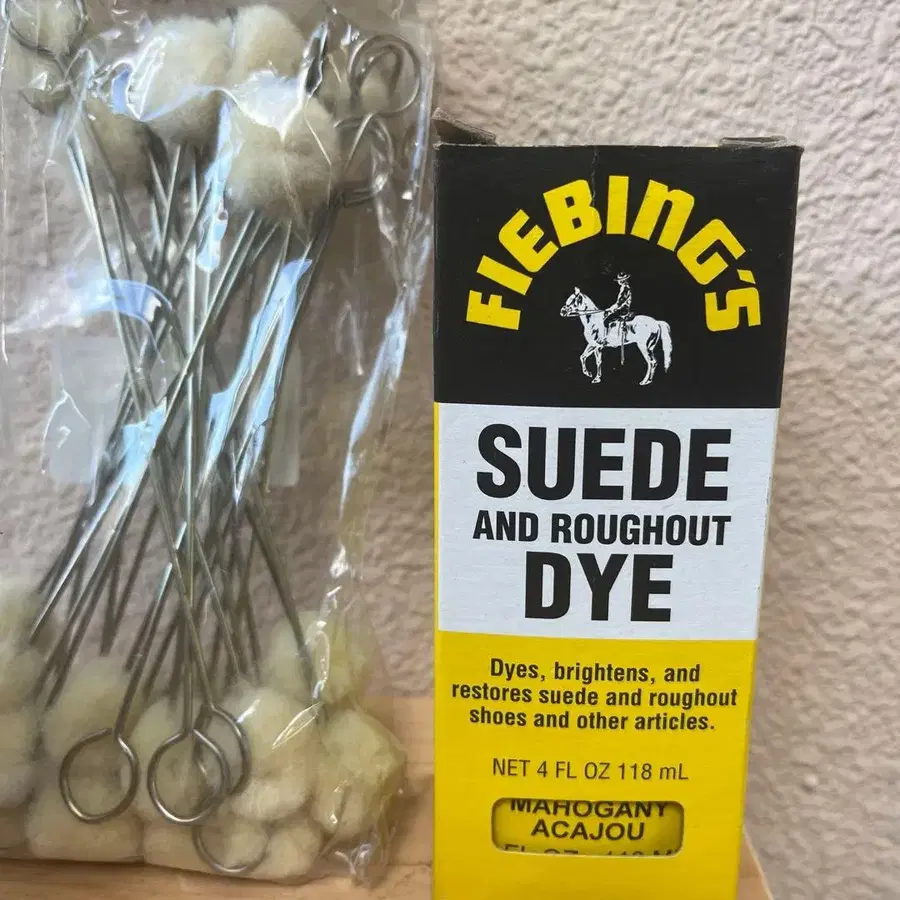 FIEBING'S
SUEDE
AND ROUGHOUT
DYE
Dyes, brightens, and
restores suede and roughout
shoes and other articles.
NET 4 FL OZ 118 mL
MAHOGANY
ACAJOU